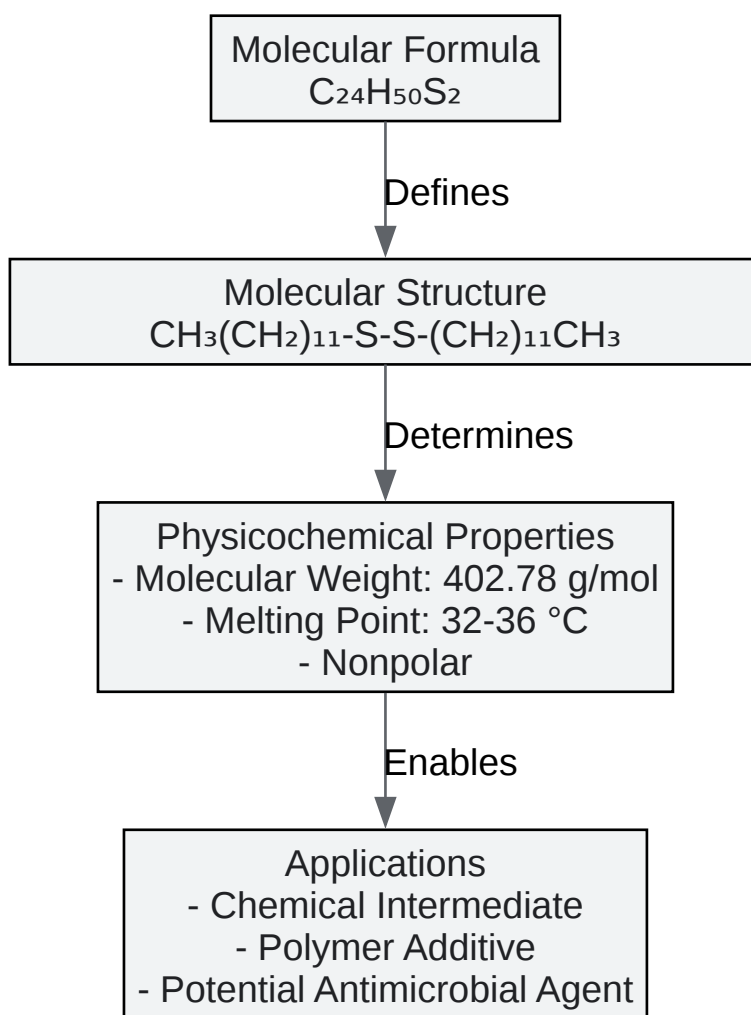 Molecular Formula
C₂₄H₅₀S₂
Defines
Molecular Structure
CH₃(CH₂)₁₁-S-S-(CH₂)₁₁CH₃
Determines
Physicochemical Properties
- Molecular Weight: 402.78 g/mol
- Melting Point: 32-36 °C
- Nonpolar
Enables
Applications
- Chemical Intermediate
- Polymer Additive
- Potential Antimicrobial Agent